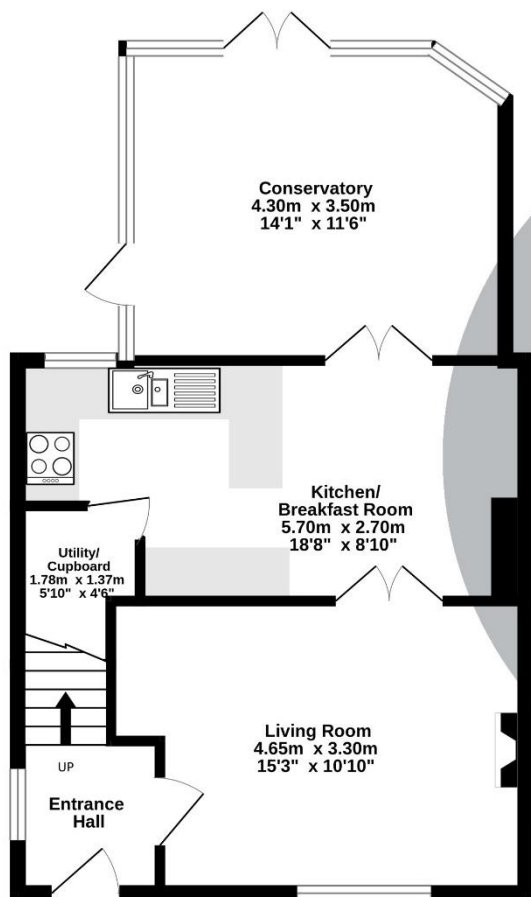 Conservatory
4.30m x 3.50m
14'1" x 11'6"
Kitchen/
Breakfast Room
5.70m x 2.70m
18'8" x 8'10"
Utility/
Cupboard
1.78m x 1.37m
5'10" x 4'6"
Living Room
4.65m x 3.30m
15'3" x 10'10"
UP
Entrance
Hall